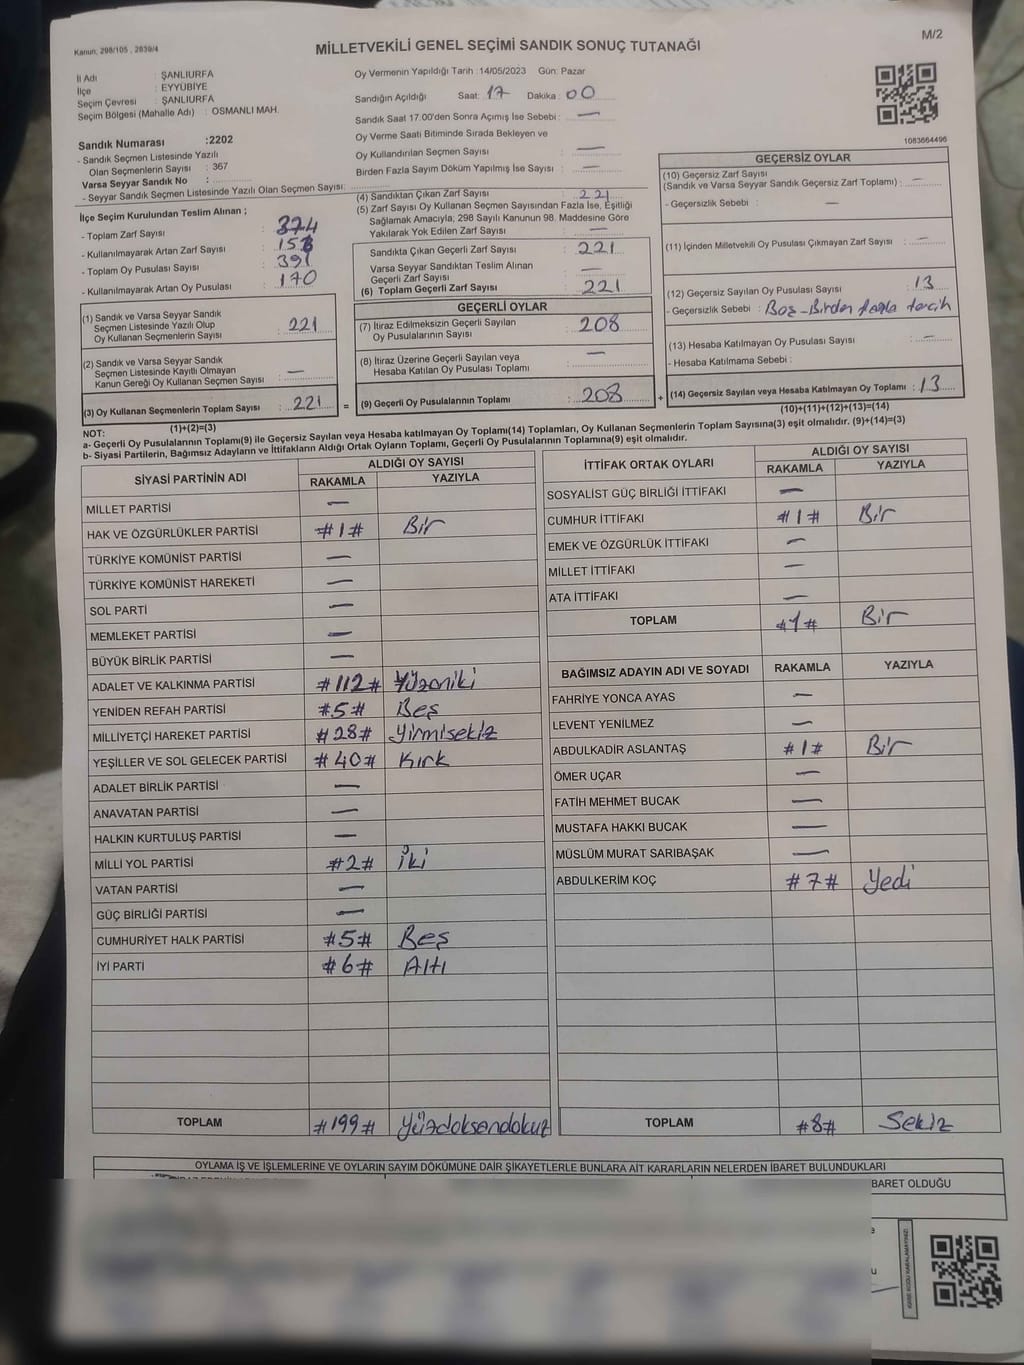 Kanun, 298/105 , 2839/4
MİLLETVEKİLİ GENEL SEÇİMİ SANDIK SONUÇ TUTANAĞI
M/2
İl Adı : ŞANLIURFA
İlçe : EYYÜBİYE
Seçim Çevresi : ŞANLIURFA
Seçim Bölgesi (Mahalle Adı) : OSMANLI MAH.
Sandık Numarası :2202
- Sandık Seçmen Listesinde Yazılı
Olan Seçmenlerin Sayısı : 367
Varsa Seyyar Sandık No :
- Seyyar Sandık Seçmen Listesinde Yazılı Olan Seçmen Sayısı:
İlçe Seçim Kurulundan Teslim Alınan ;
- Toplam Zarf Sayısı : 374
- Kullanılmayarak Artan Zarf Sayısı : 153
- Toplam Oy Pusulası Sayısı : 391
- Kullanılmayarak Artan Oy Pusulası : 170
(1) Sandık ve Varsa Seyyar Sandık
Seçmen Listesinde Yazılı Olup
Oy Kullanan Seçmenlerin Sayısı : 221
(2) Sandık ve Varsa Seyyar Sandık
Seçmen Listesinde Kayıtlı Olmayan
Kanun Gereği Oy Kullanan Seçmen Sayısı : —
(3) Oy Kullanan Seçmenlerin Toplam Sayısı : 221 =
(1)+(2)=(3)
Oy Vermenin Yapıldığı Tarih : 14/05/2023 Gün: Pazar
Sandığın Açıldığı Saat: 17 Dakika: 00
Sandık Saat 17.00'den Sonra Açımış İse Sebebi : —
Oy Verme Saati Bitiminde Sırada Bekleyen ve
Oy Kullandırılan Seçmen Sayısı : —
Birden Fazla Sayım Döküm Yapılmış İse Sayısı : —
(4) Sandıktan Çıkan Zarf Sayısı : 221
(5) Zarf Sayısı Oy Kullanan Seçmen Sayısından Fazla İse, Eşitliği
Sağlamak Amacıyla; 298 Sayılı Kanunun 98. Maddesine Göre
Yakılarak Yok Edilen Zarf Sayısı : —
Sandıkta Çıkan Geçerli Zarf Sayısı : 221
Varsa Seyyar Sandıktan Teslim Alınan
Geçerli Zarf Sayısı : —
(6) Toplam Geçerli Zarf Sayısı : 221
GEÇERLİ OYLAR
(7) İtiraz Edilmeksizin Geçerli Sayılan
Oy Pusulalarının Sayısı : 208
(8) İtiraz Üzerine Geçerli Sayılan veya
Hesaba Katılan Oy Pusulası Toplamı : —
(9) Geçerli Oy Pusulalarının Toplamı : 208 +
1083664496
GEÇERSİZ OYLAR
(10) Geçersiz Zarf Sayısı
(Sandık ve Varsa Seyyar Sandık Geçersiz Zarf Toplamı) : —
- Geçersizlik Sebebi : —
(11) İçinden Milletvekili Oy Pusulası Çıkmayan Zarf Sayısı : —
(12) Geçersiz Sayılan Oy Pusulası Sayısı : 13
- Geçersizlik Sebebi : Boş-Birden fazla tercih
(13) Hesaba Katılmayan Oy Pusulası Sayısı : —
- Hesaba Katılmama Sebebi :
(14) Geçersiz Sayılan veya Hesaba Katılmayan Oy Toplamı : 13
(10)+(11)+(12)+(13)=(14)
NOT:
a- Geçerli Oy Pusulalarının Toplamı(9) ile Geçersiz Sayılan veya Hesaba katılmayan Oy Toplamı(14) Toplamları, Oy Kullanan Seçmenlerin Toplam Sayısına(3) eşit olmalıdır. (9)+(14)=(3)
b- Siyasi Partilerin, Bağımsız Adayların ve İttifakların Aldığı Ortak Oyların Toplamı, Geçerli Oy Pusulalarının Toplamına(9) eşit olmalıdır.
SİYASİ PARTİNİN ADI ALDIĞI OY SAYISI
RAKAMLA YAZIYLA
MİLLET PARTİSİ —
HAK VE ÖZGÜRLÜKLER PARTİSİ #1# Bir
TÜRKİYE KOMÜNİST PARTİSİ —
TÜRKİYE KOMÜNİST HAREKETİ —
SOL PARTİ —
MEMLEKET PARTİSİ —
BÜYÜK BİRLİK PARTİSİ —
ADALET VE KALKINMA PARTİSİ #112# Yüzoniki
YENİDEN REFAH PARTİSİ #5# Beş
MİLLİYETÇİ HAREKET PARTİSİ #28# Yirmisekiz
YEŞİLLER VE SOL GELECEK PARTİSİ #40# Kırk
ADALET BİRLİK PARTİSİ —
ANAVATAN PARTİSİ —
HALKIN KURTULUŞ PARTİSİ —
MİLLİ YOL PARTİSİ #2# İki
VATAN PARTİSİ —
GÜÇ BİRLİĞİ PARTİSİ —
CUMHURİYET HALK PARTİSİ #5# Beş
İYİ PARTİ #6# Altı
TOPLAM #199# Yüzdoksandokuz
İTTİFAK ORTAK OYLARI ALDIĞI OY SAYISI
RAKAMLA YAZIYLA
SOSYALİST GÜÇ BİRLİĞİ İTTİFAKI —
CUMHUR İTTİFAKI #1# Bir
EMEK VE ÖZGÜRLÜK İTTİFAKI —
MİLLET İTTİFAKI —
ATA İTTİFAKI —
TOPLAM #1# Bir
BAĞIMSIZ ADAYIN ADI VE SOYADI RAKAMLA YAZIYLA
FAHRİYE YONCA AYAS —
LEVENT YENİLMEZ —
ABDULKADİR ASLANTAŞ #1# Bir
ÖMER UÇAR —
FATİH MEHMET BUCAK —
MUSTAFA HAKKI BUCAK —
MÜSLÜM MURAT SARIBAŞAK —
ABDULKERİM KOÇ #7# Yedi
TOPLAM #8# Sekiz
OYLAMA İŞ VE İŞLEMLERİNE VE OYLARIN SAYIM DÖKÜMÜNE DAİR ŞİKAYETLERLE BUNLARA AİT KARARLARIN NELERDEN İBARET BULUNDUKLARI
BARET OLDUĞU